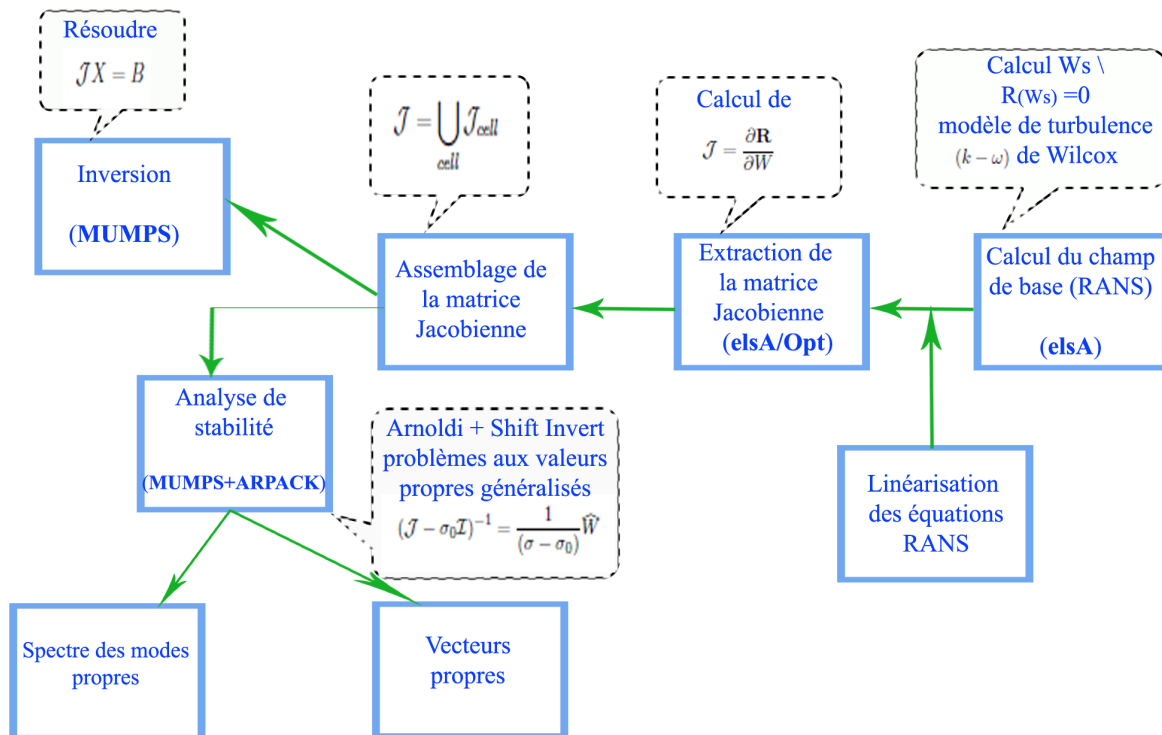 Résoudre
𝒥X = B
Inversion
(MUMPS)
𝒥 = ⋃ 𝒥cell
cell
Assemblage de
la matrice
Jacobienne
Calcul de
𝒥 = ∂R/∂W
Extraction de
la matrice
Jacobienne
(elsA/Opt)
Calcul Ws \
R(Ws) =0
modèle de turbulence
(k − ω) de Wilcox
Calcul du champ
de base (RANS)
(elsA)
Linéarisation
des équations
RANS
Analyse de
stabilité
(MUMPS+ARPACK)
Arnoldi + Shift Invert
problèmes aux valeurs
propres généralisés
(𝒥 − σ₀ℐ)⁻¹ = 1/(σ − σ₀) Ŵ
Spectre des modes
propres
Vecteurs
propres